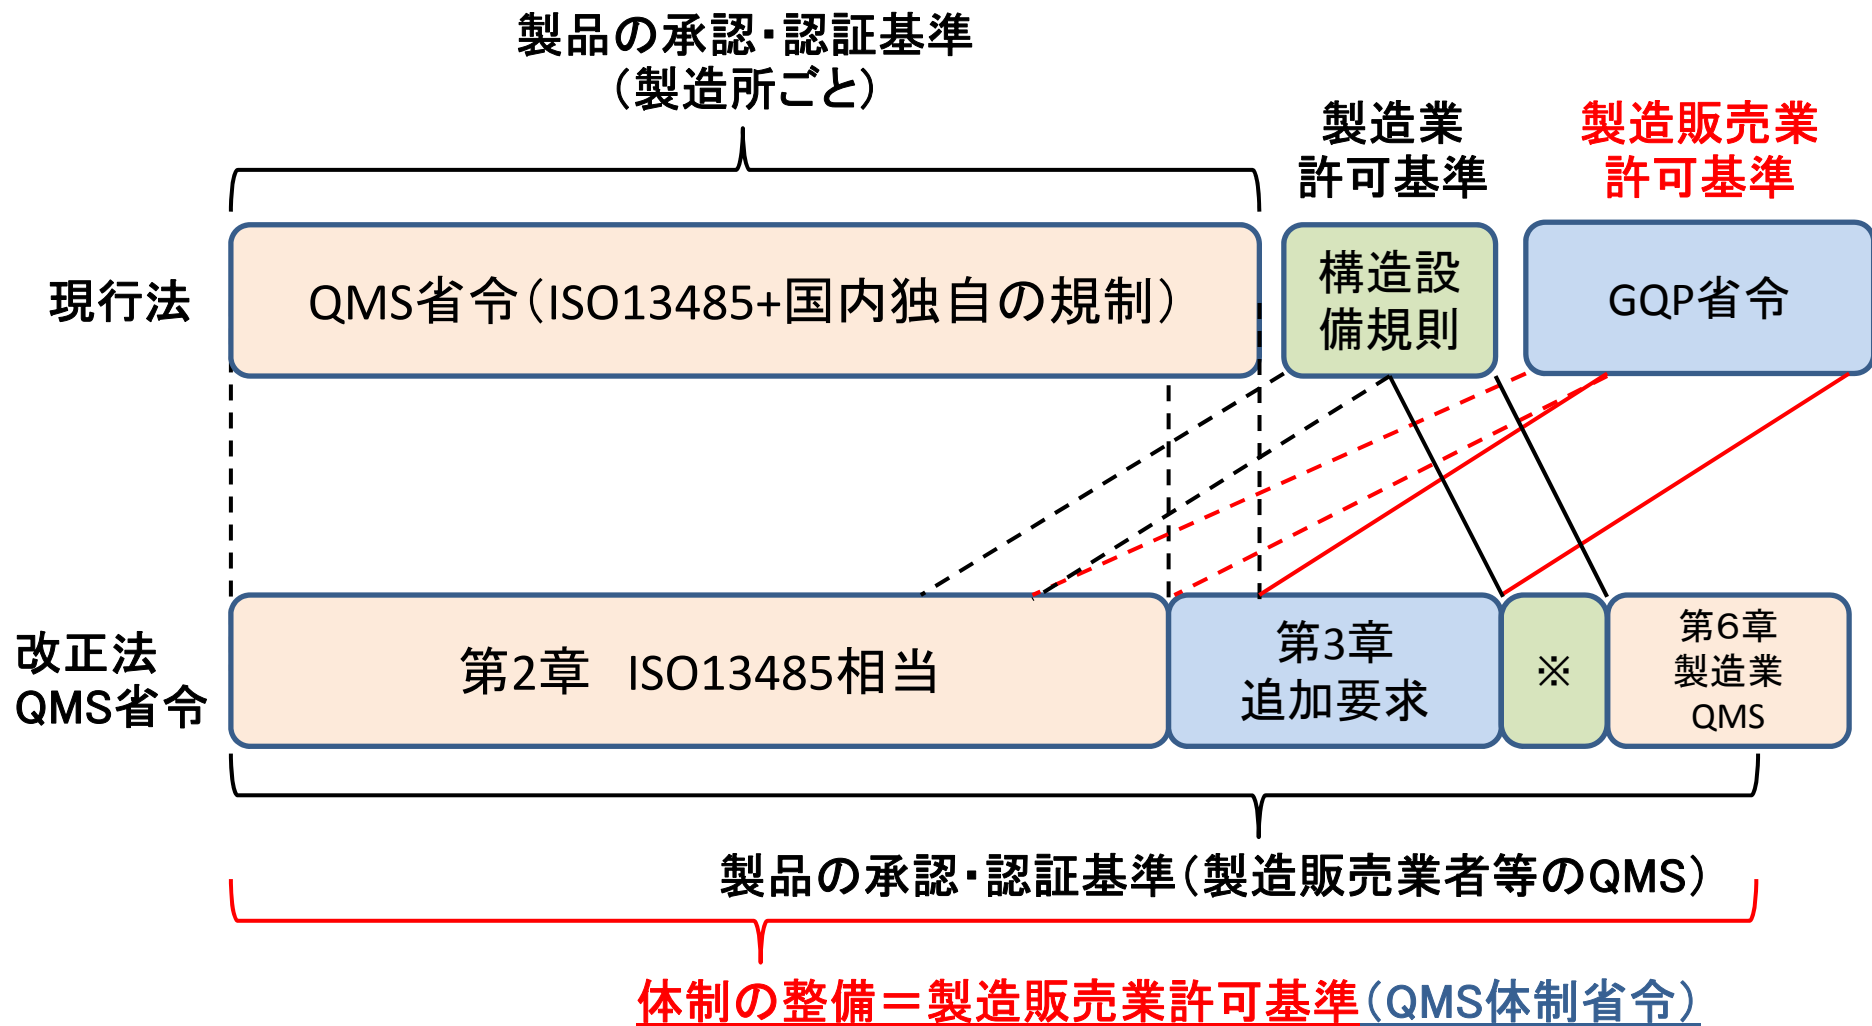 製品の承認・認証基準
（製造所ごと）
製造業
許可基準
製造販売業
許可基準
現行法
QMS省令（ISO13485+国内独自の規制）
構造設
備規則
GQP省令
改正法
QMS省令
第2章　ISO13485相当
第3章
追加要求
※
第６章
製造業
QMS
製品の承認・認証基準（製造販売業者等のQMS）
体制の整備＝製造販売業許可基準（QMS体制省令）